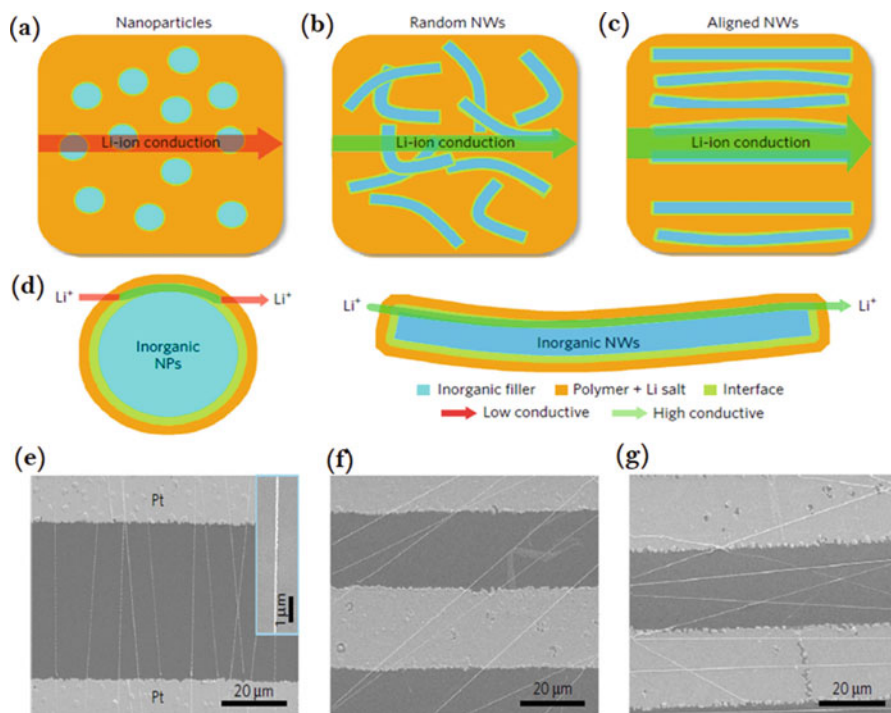 (a)
Nanoparticles
Li-ion conduction
(b)
Random NWs
Li-ion conduction
(c)
Aligned NWs
Li-ion conduction
(d)
Li⁺
Li⁺
Inorganic
NPs
Li⁺
Li⁺
Inorganic NWs
Inorganic filler
Polymer + Li salt
Interface
Low conductive
High conductive
(e)
Pt
1 μm
Pt
20 μm
(f)
20 μm
(g)
20 μm